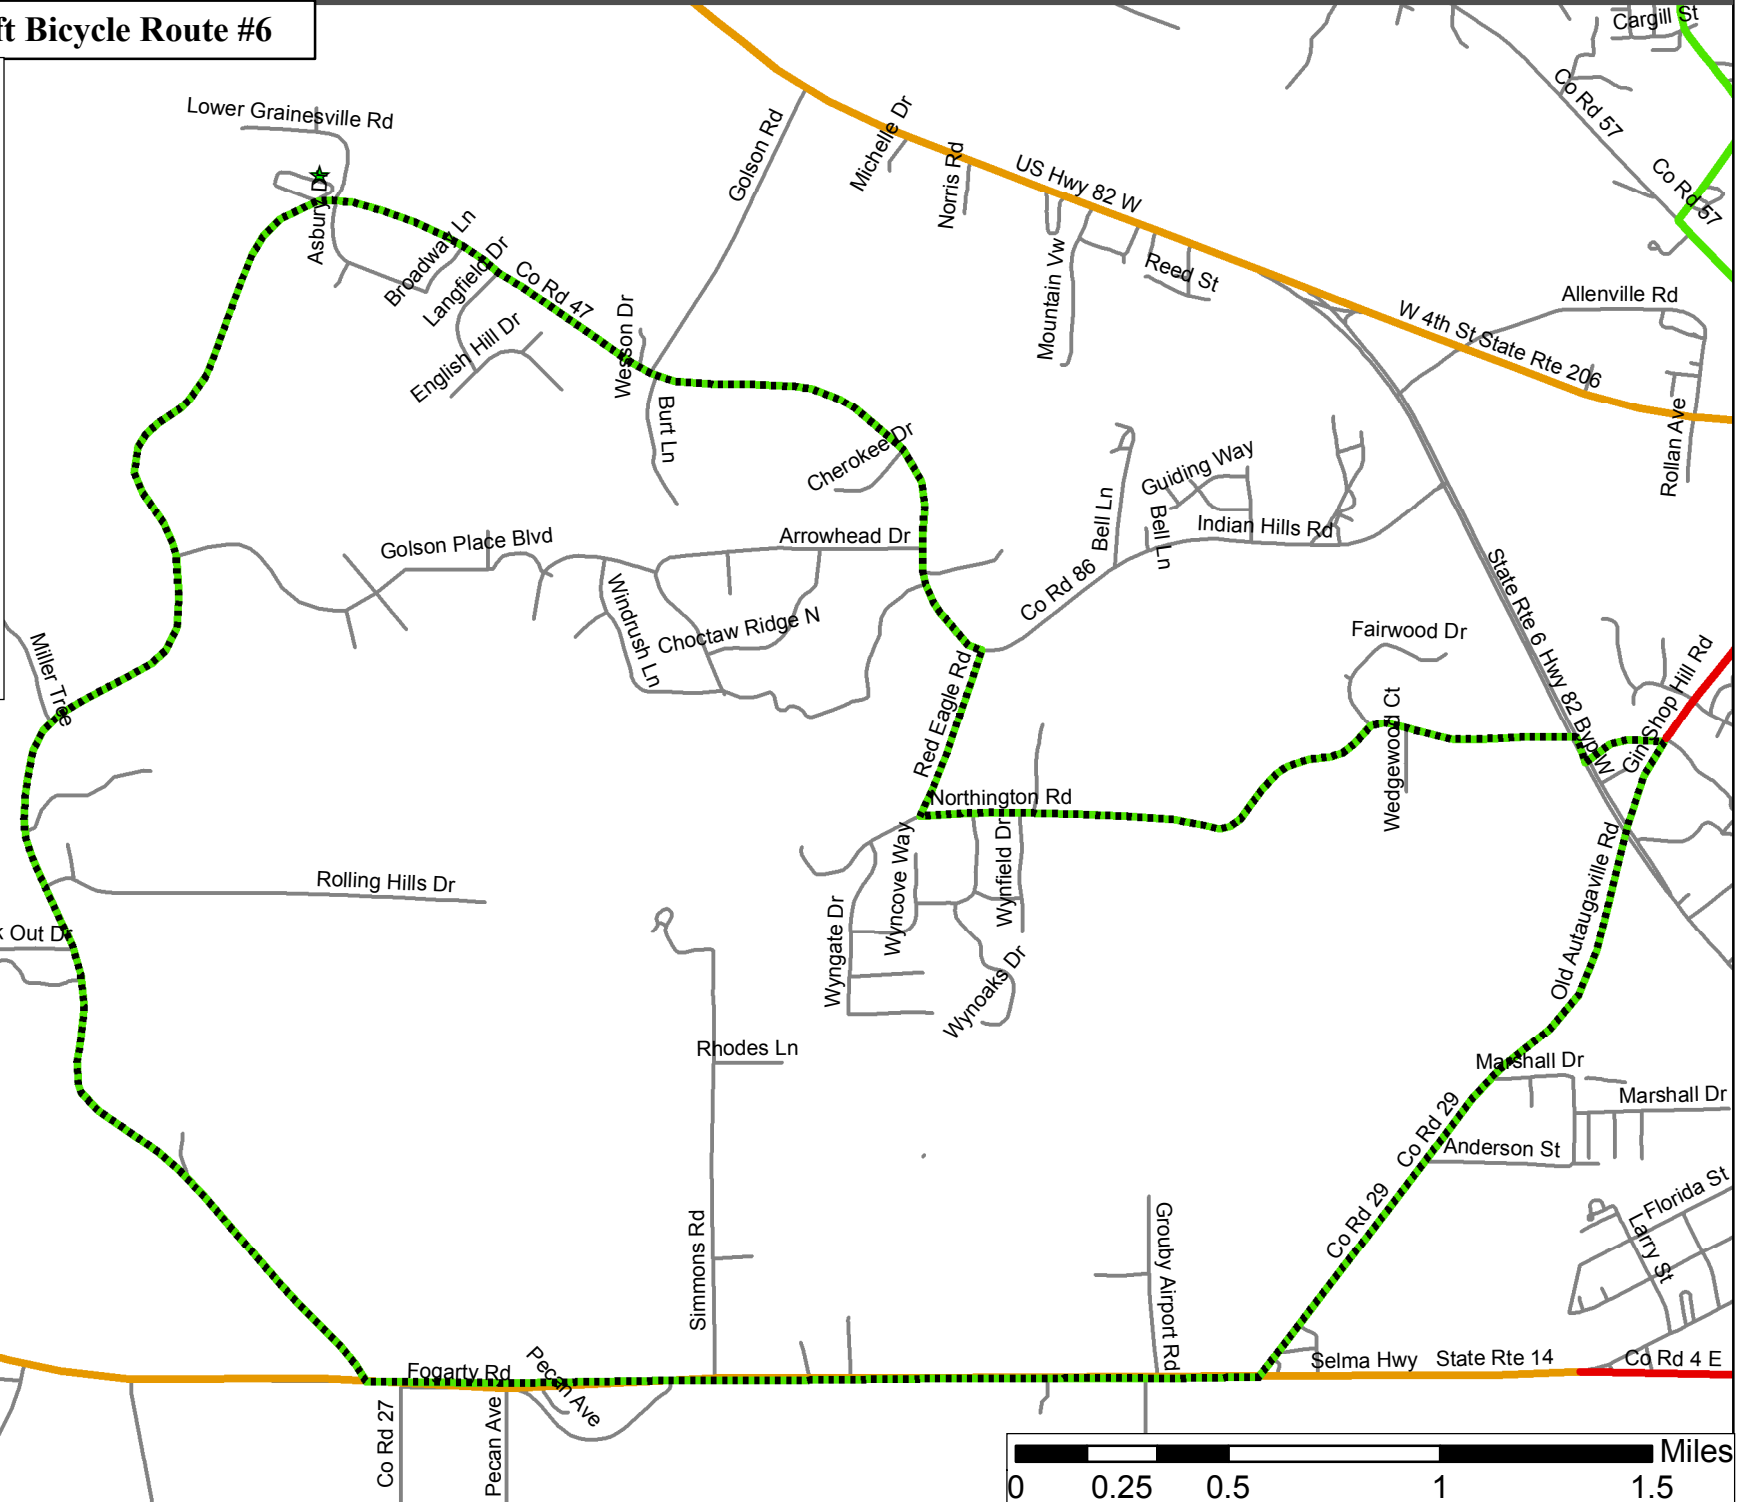 ft Bicycle Route #6
Cargill St
Co Rd 57
Lower Grainesville Rd
Golson Rd
Michelle Dr
Norris Rd
US Hwy 82 W
Co Rd 57
Asbury D
Broadway Ln
Langfield Dr
Co Rd 47
Mountain Vw
Reed St
Allenville Rd
W 4th St State Rte 206
English Hill Dr
Wesson Dr
Burt Ln
Cherokee Dr
Rollan Ave
Guiding Way
Bell Ln
Bell Ln
Indian Hills Rd
Golson Place Blvd
Arrowhead Dr
Co Rd 86
State Rte 6 Hwy 82 Byp W
Windrush Ln
Choctaw Ridge N
Fairwood Dr
Miller Tree
Red Eagle Rd
Gin Shop Hill Rd
Wedgewood Ct
Northington Rd
Wyncove Way
Wynfield Dr
Old Autaugaville Rd
Rolling Hills Dr
k Out Dr
Wyngate Dr
Wynoaks Dr
Rhodes Ln
Marshall Dr
Marshall Dr
Co Rd 29
Anderson St
Co Rd 29
Florida St
Larry St
Simmons Rd
Grouby Airport Rd
Fogarty Rd
Pecan Ave
Selma Hwy
State Rte 14
Co Rd 4 E
Co Rd 27
Pecan Ave
Miles
0 0.25 0.5 1 1.5